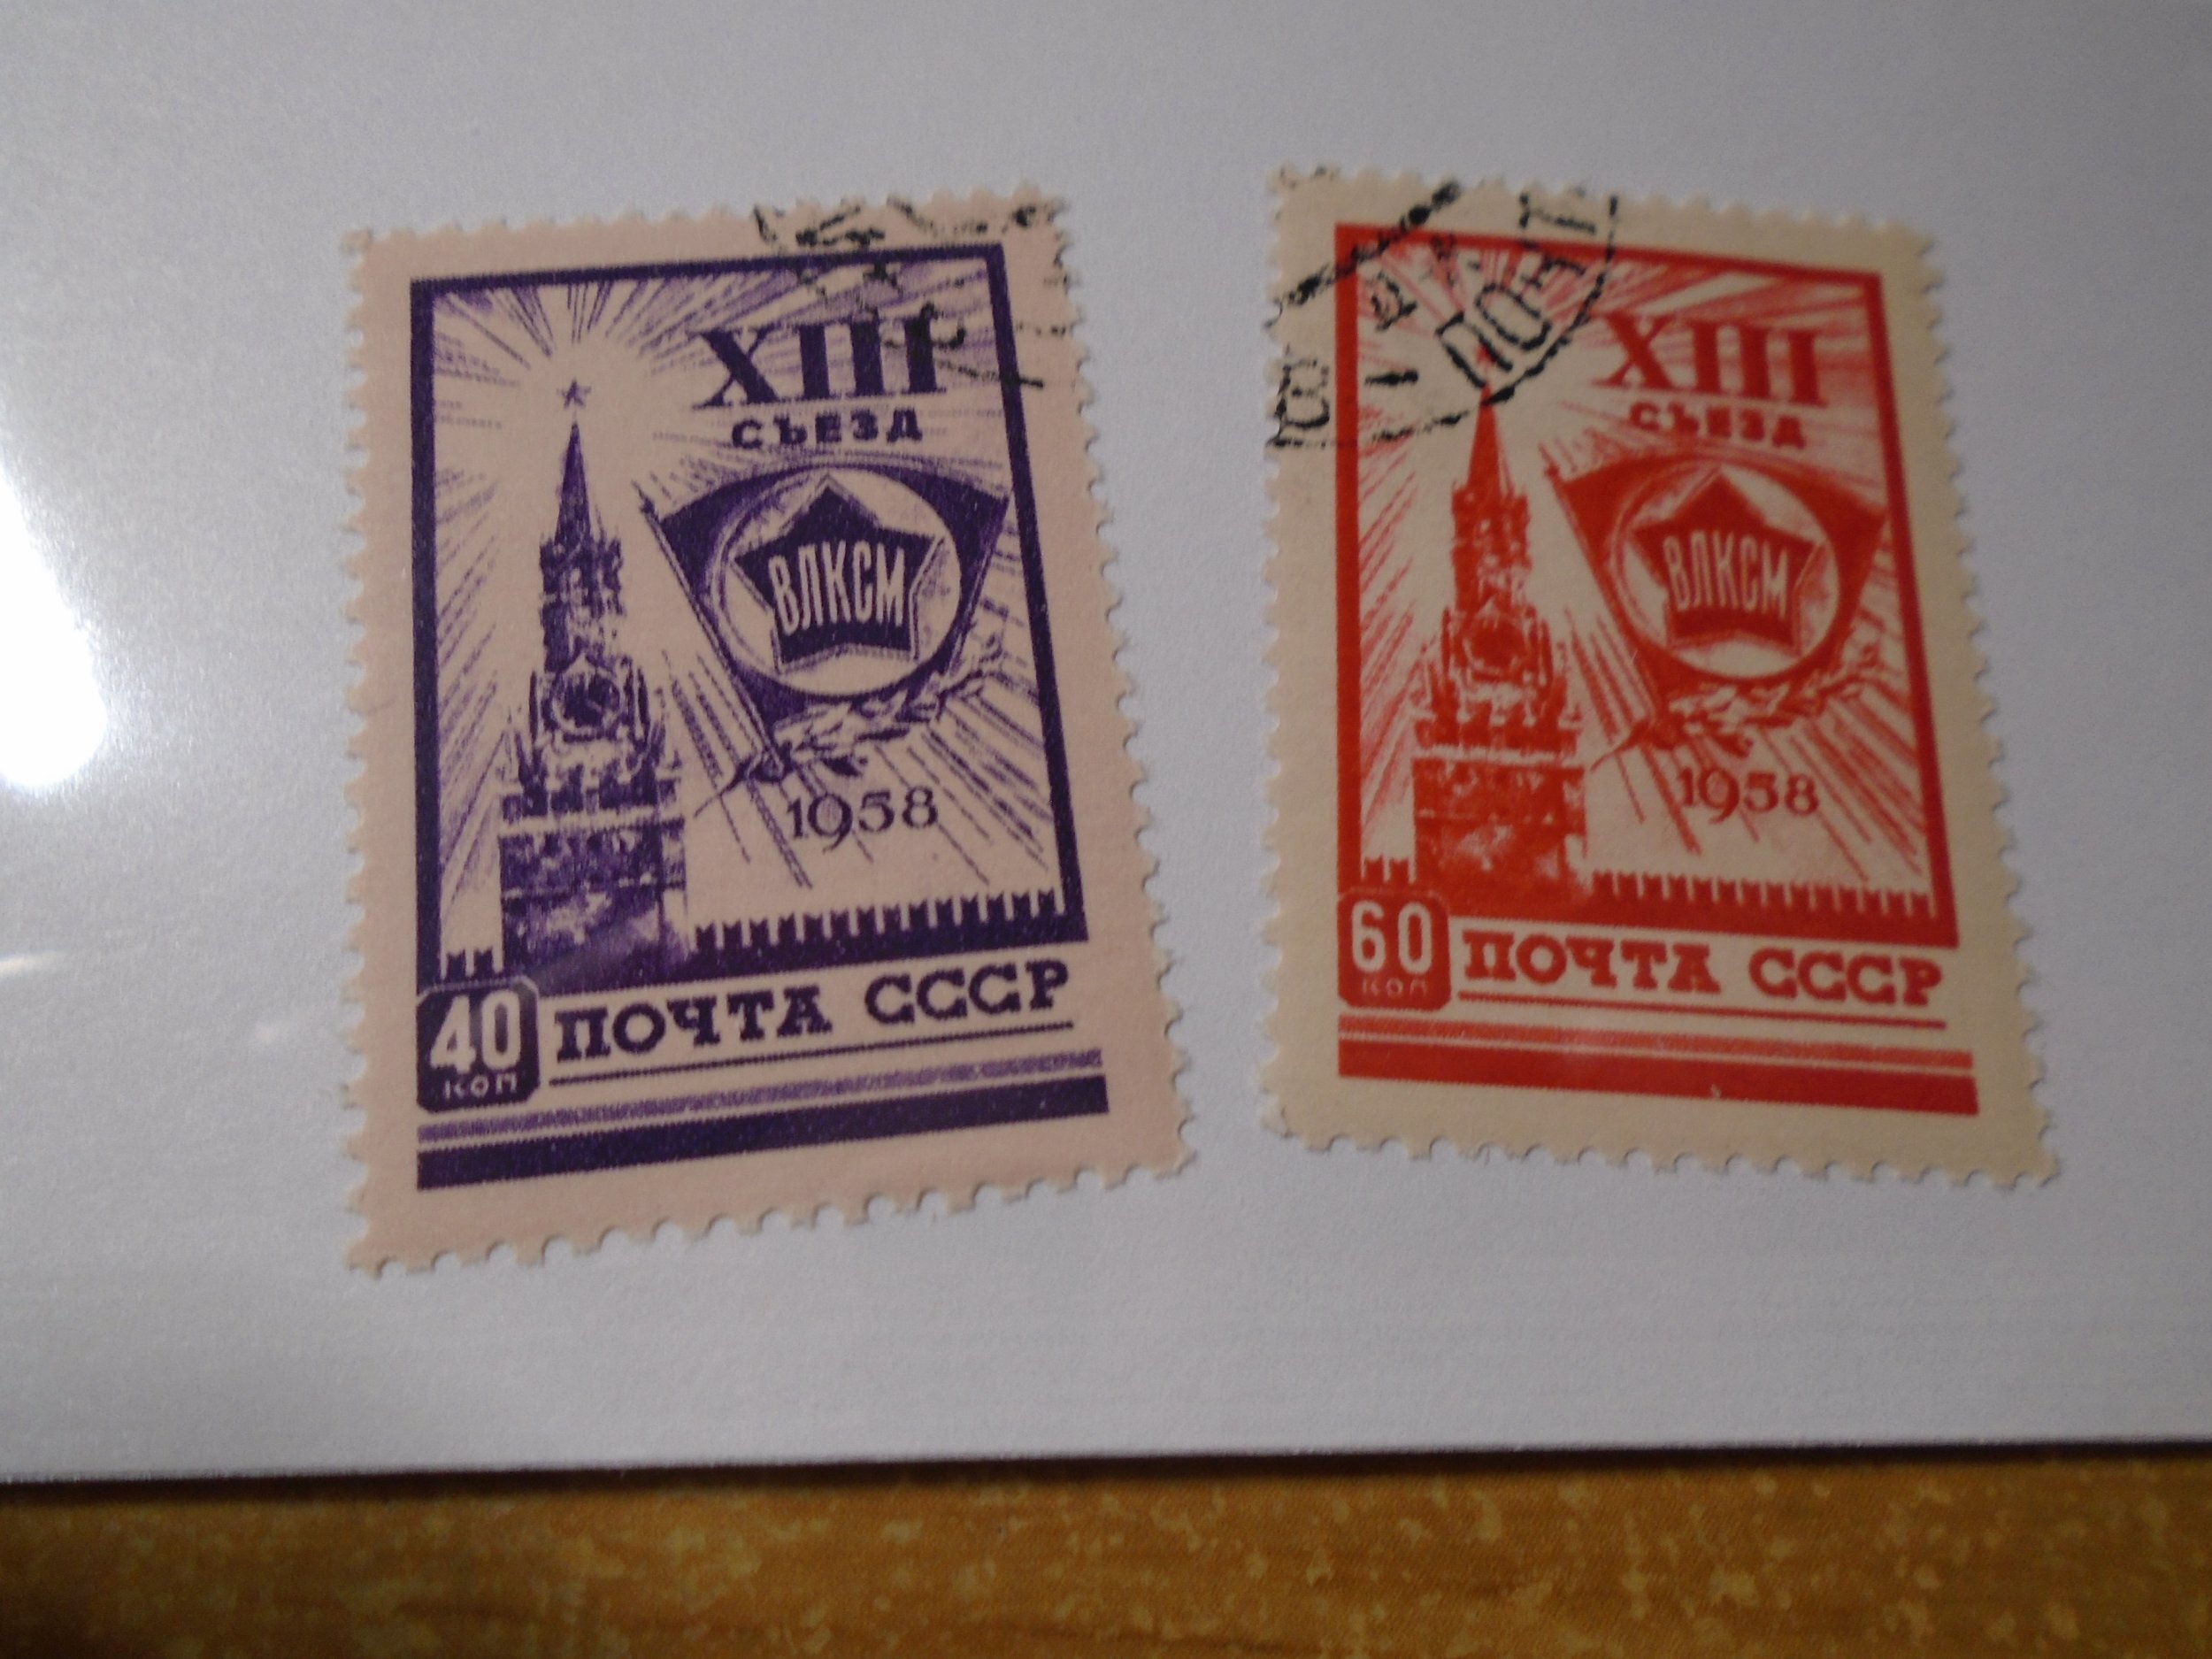 XIII
СЪЕЗД
ВЛКСМ
1958
40
КОП
ПОЧТА СССР
XIII
СЪЕЗД
ВЛКСМ
1958
60
КОП
ПОЧТА СССР